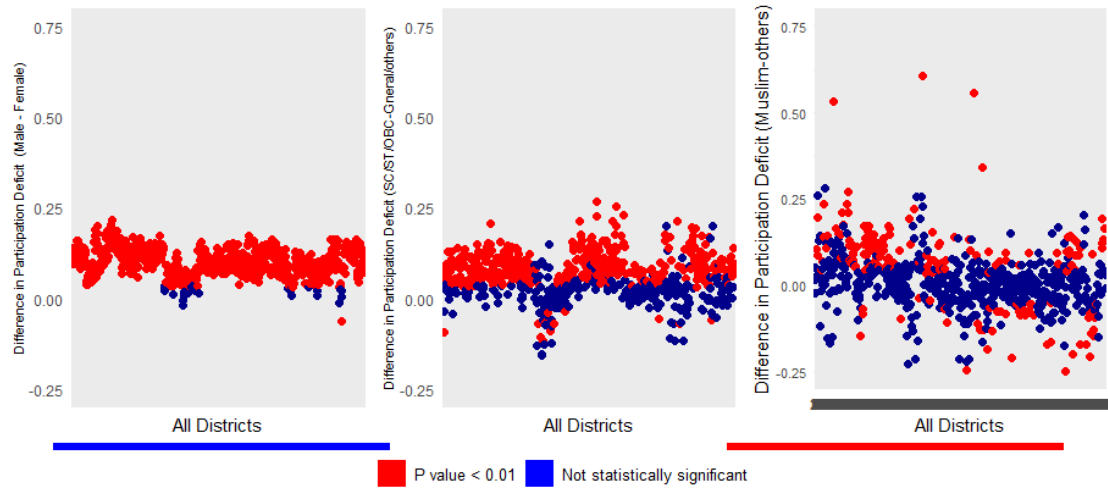 Difference in Participation Deficit (Male - Female)
0.75
0.50
0.25
0.00
-0.25
All Districts
Difference in Participation Deficit (SC/ST/OBC-Gneral/others)
0.75
0.50
0.25
0.00
-0.25
All Districts
Difference in Participation Deficit (Muslim-others)
0.75
0.50
0.25
0.00
-0.25
All Districts
P value < 0.01
Not statistically significant